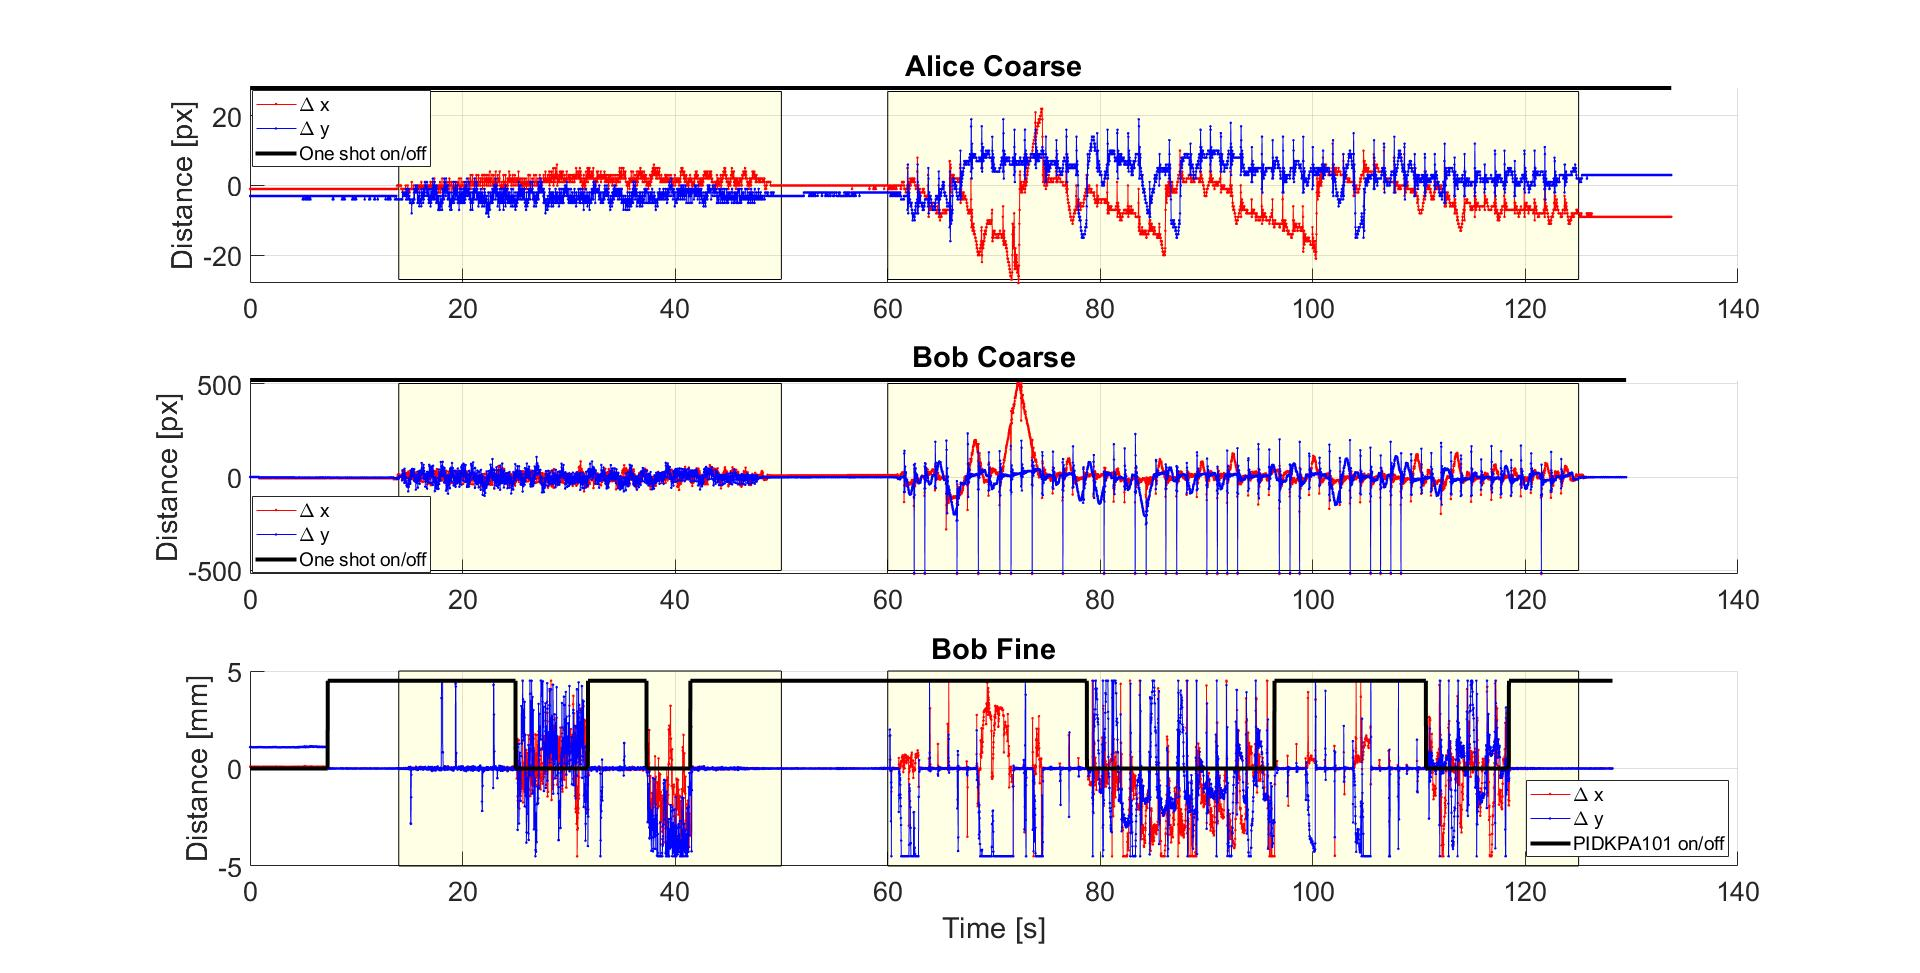 Alice Coarse
Distance [px]
20
0
-20
Δ x
Δ y
One shot on/off
0 20 40 60 80 100 120 140
Bob Coarse
Distance [px]
500
0
-500
Δ x
Δ y
One shot on/off
0 20 40 60 80 100 120 140
Bob Fine
Distance [mm]
5
0
-5
Δ x
Δ y
PIDKPA101 on/off
0 20 40 60 80 100 120 140
Time [s]